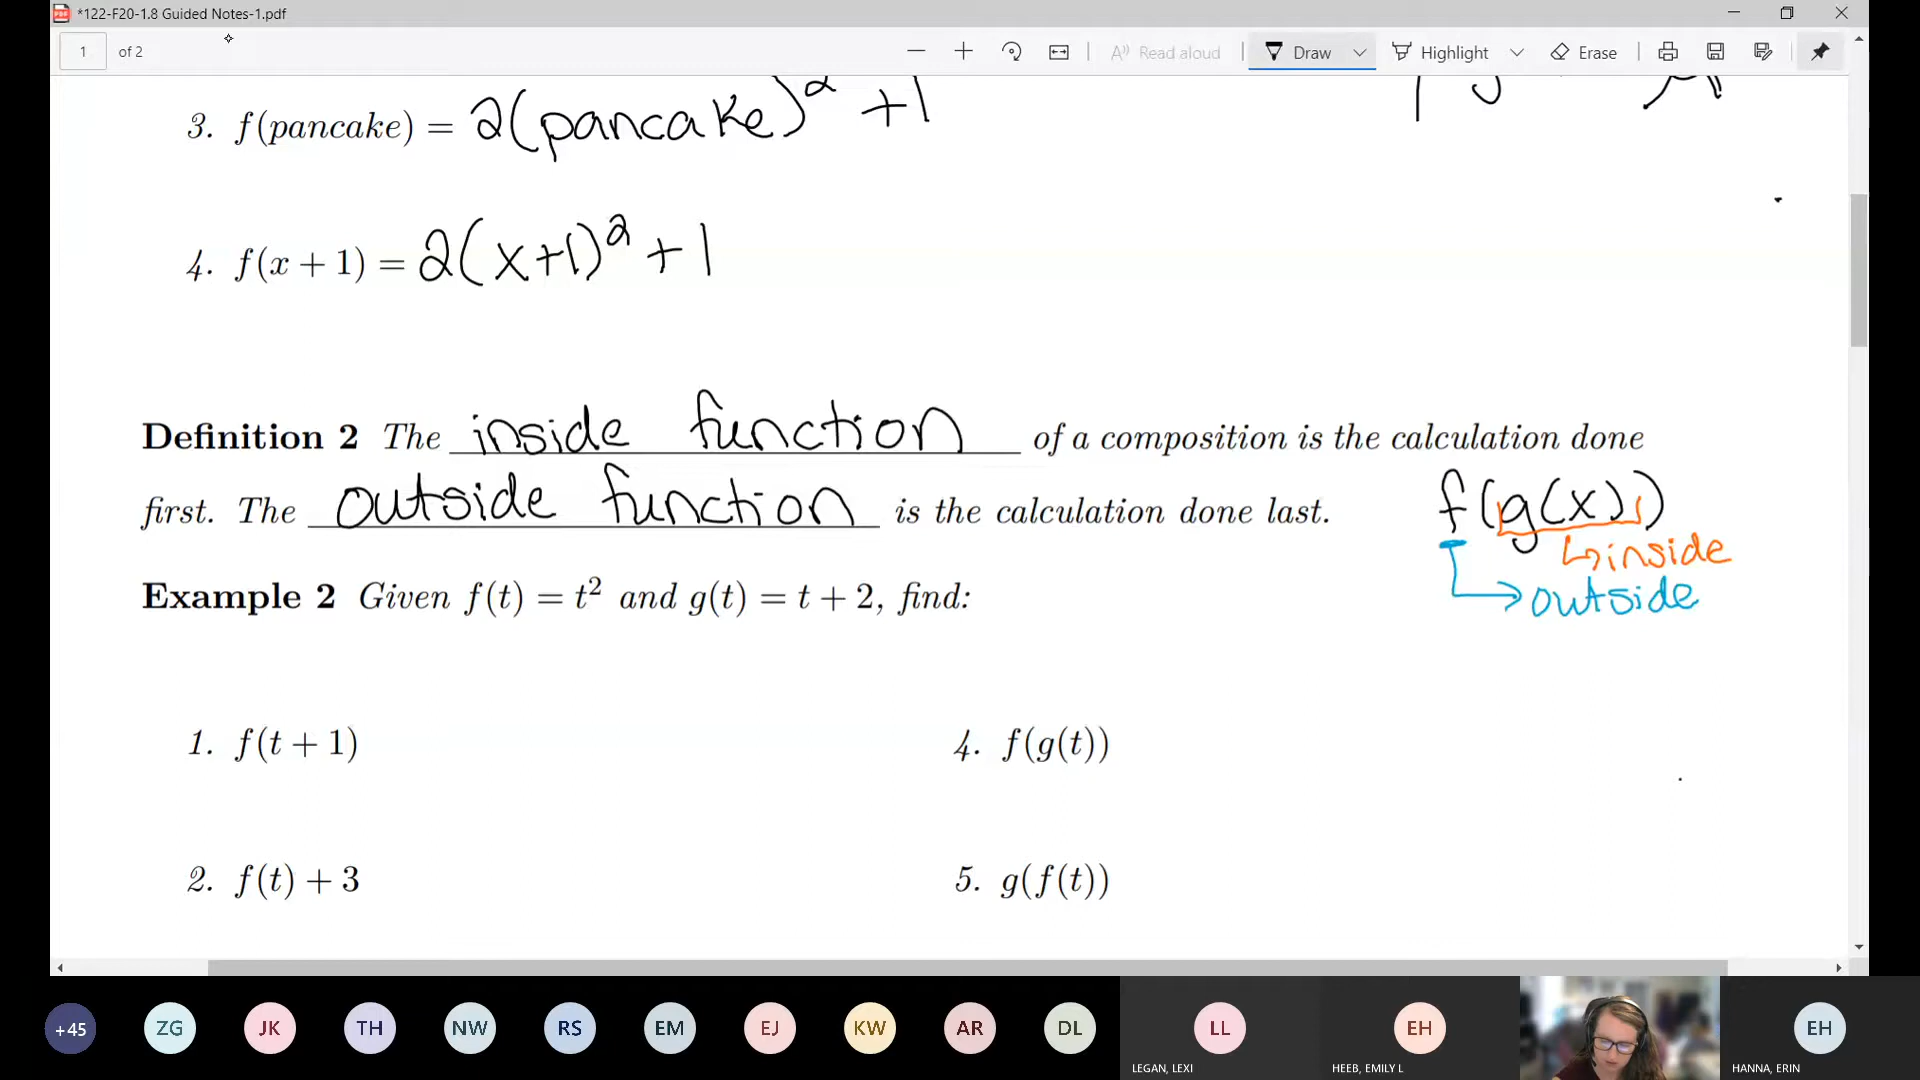 *122-F20-1.8 Guided Notes-1.pdf
1 of 2 Read aloud Draw Highlight Erase
3. f(pancake) = 2(pancake)² +1
4. f(x + 1) = 2(x+1)² + 1
Definition 2 The inside function of a composition is the calculation done
first. The outside function is the calculation done last.
f(g(x))
inside
outside
Example 2 Given f(t) = t² and g(t) = t + 2, find:
1. f(t + 1)
4. f(g(t))
2. f(t) + 3
5. g(f(t))
+45 ZG JK TH NW RS EM EJ KW AR DL LL EH EH
LEGAN, LEXI HEEB, EMILY L HANNA, ERIN